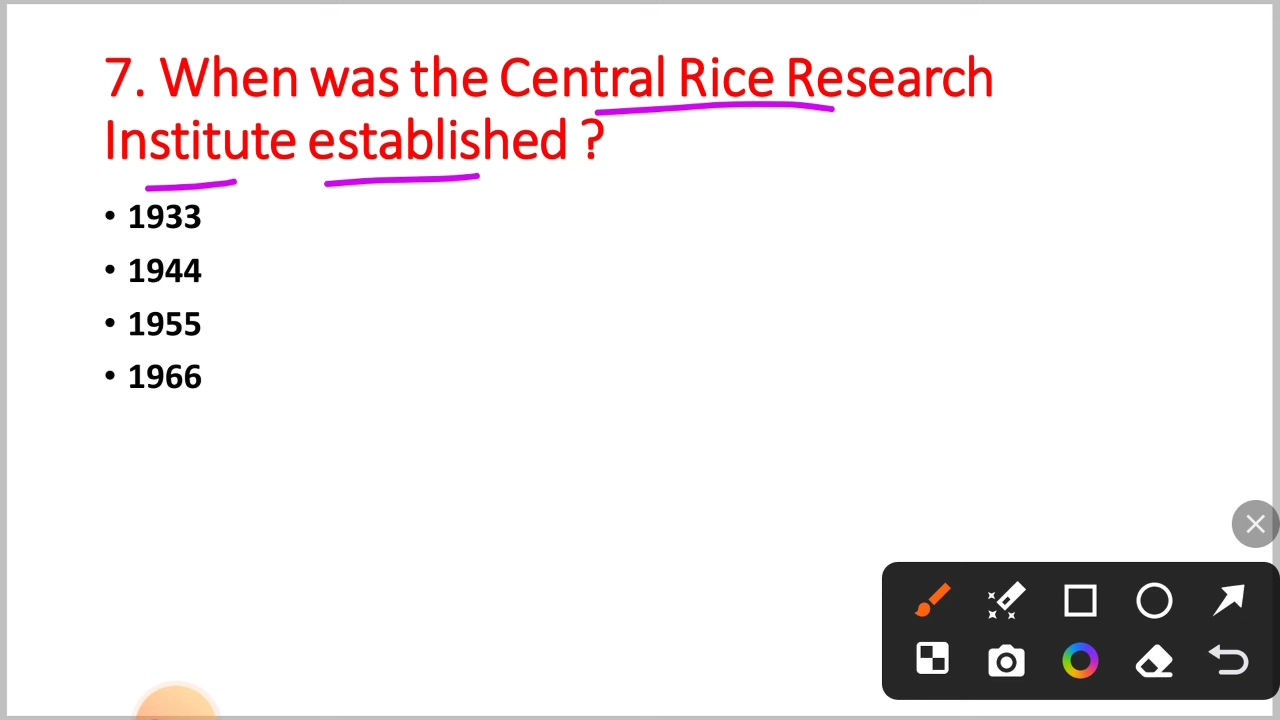 7. When was the Central Rice Research
Institute established ?
• 1933
• 1944
• 1955
• 1966